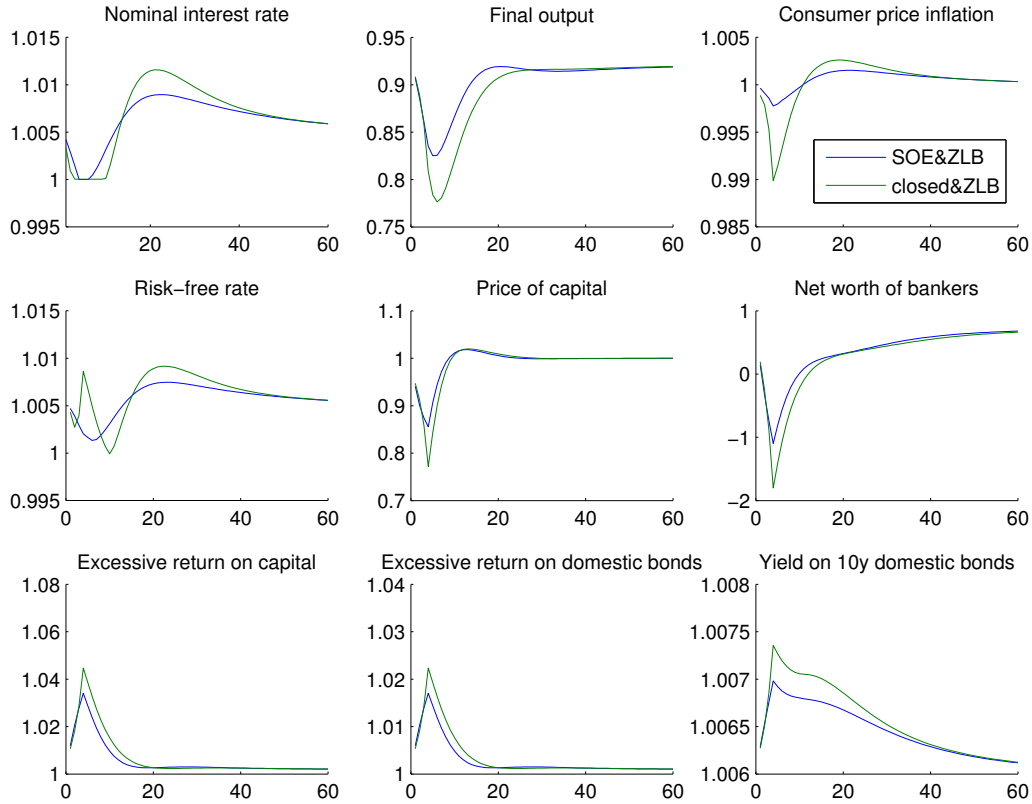 Nominal interest rate
1.015
1.01
1.005
1
0.995
0 20 40 60
Final output
0.95
0.9
0.85
0.8
0.75
0 20 40 60
Consumer price inflation
1.005
1
0.995
0.99
0.985
0 20 40 60
SOE&ZLB
closed&ZLB
Risk−free rate
1.015
1.01
1.005
1
0.995
0 20 40 60
Price of capital
1.1
1
0.9
0.8
0.7
0 20 40 60
Net worth of bankers
1
0
−1
−2
0 20 40 60
Excessive return on capital
1.08
1.06
1.04
1.02
1
0 20 40 60
Excessive return on domestic bonds
1.04
1.03
1.02
1.01
1
0 20 40 60
Yield on 10y domestic bonds
1.008
1.0075
1.007
1.0065
1.006
0 20 40 60